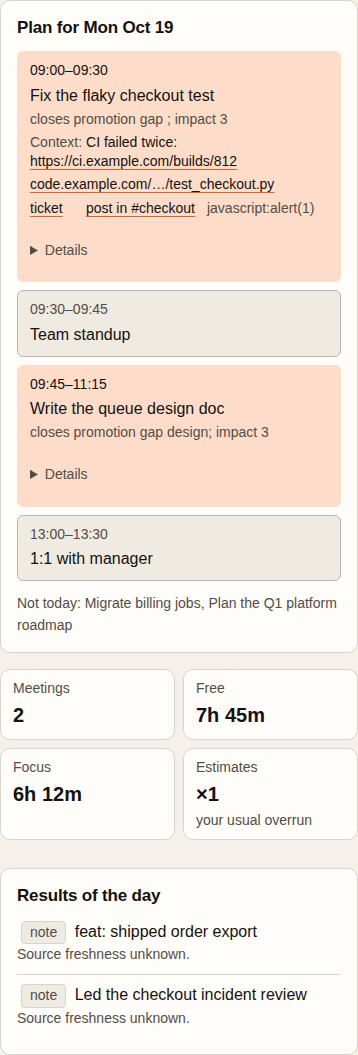 Plan for Mon Oct 19
09:00–09:30
Fix the flaky checkout test
closes promotion gap ; impact 3
Context: CI failed twice:
https://ci.example.com/builds/812
code.example.com/…/test_checkout.py
ticket post in #checkout javascript:alert(1)
Details
09:30–09:45
Team standup
09:45–11:15
Write the queue design doc
closes promotion gap design; impact 3
Details
13:00–13:30
1:1 with manager
Not today: Migrate billing jobs, Plan the Q1 platform
roadmap
Meetings
2
Free
7h 45m
Focus
6h 12m
Estimates
×1
your usual overrun
Results of the day
note feat: shipped order export
Source freshness unknown.
note Led the checkout incident review
Source freshness unknown.